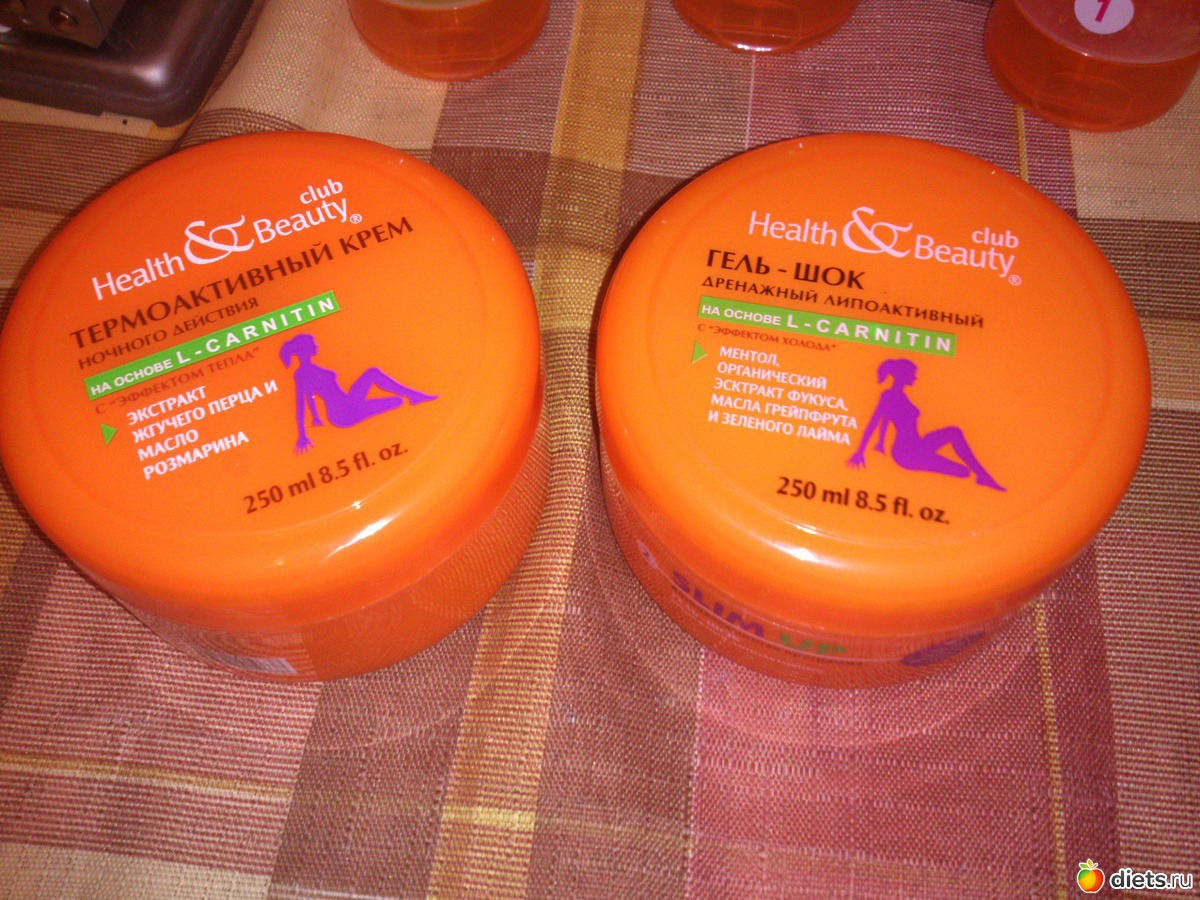 club
Health & Beauty®
ТЕРМОАКТИВНЫЙ КРЕМ
НОЧНОГО ДЕЙСТВИЯ
НА ОСНОВЕ L-CARNITIN
С "ЭФФЕКТОМ ТЕПЛА"
ЭКСТРАКТ
ЖГУЧЕГО ПЕРЦА И
МАСЛО
РОЗМАРИНА
250 ml 8.5 fl. oz.
club
Health & Beauty®
ГЕЛЬ - ШОК
ДРЕНАЖНЫЙ ЛИПОАКТИВНЫЙ
НА ОСНОВЕ L-CARNITIN
С "ЭФФЕКТОМ ХОЛОДА"
МЕНТОЛ,
ОРГАНИЧЕСКИЙ
ЭСКТРАКТ ФУКУСА,
МАСЛА ГРЕЙПФРУТА
И ЗЕЛЕНОГО ЛАЙМА
250 ml 8.5 fl. oz.
SLIM UP
1
diets.ru